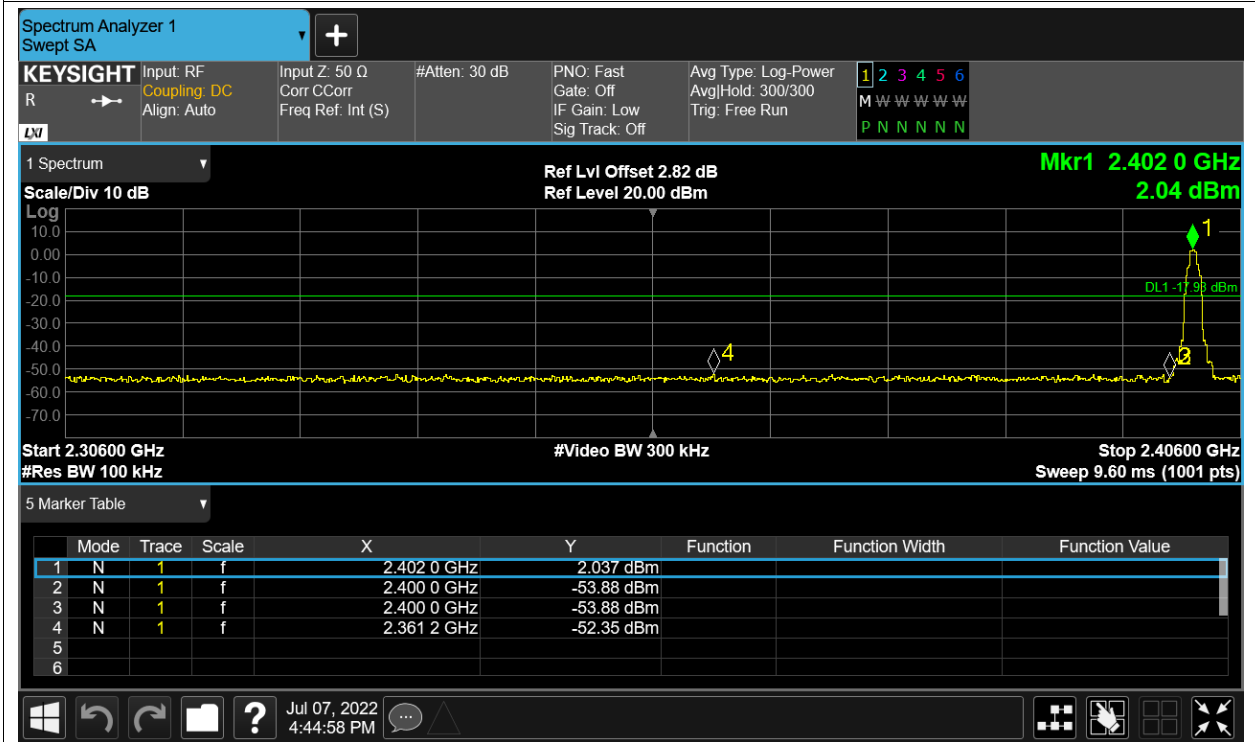 Spectrum Analyzer 1
Swept SA
KEYSIGHT
R
LXI
Input: RF
Coupling: DC
Align: Auto
Input Z: 50 Ω
Corr CCorr
Freq Ref: Int (S)
#Atten: 30 dB
PNO: Fast
Gate: Off
IF Gain: Low
Sig Track: Off
Avg Type: Log-Power
Avg|Hold: 300/300
Trig: Free Run
1 2 3 4 5 6
M W W W W W
P N N N N N
1 Spectrum
Scale/Div 10 dB
Ref Lvl Offset 2.82 dB
Ref Level 20.00 dBm
Mkr1 2.402 0 GHz
2.04 dBm
Log
10.0
0.00
-10.0
-20.0
-30.0
-40.0
-50.0
-60.0
-70.0
1
DL1 -17.93 dBm
4
Start 2.30600 GHz
#Res BW 100 kHz
#Video BW 300 kHz
Stop 2.40600 GHz
Sweep 9.60 ms (1001 pts)
5 Marker Table
Mode Trace Scale X Y Function Function Width Function Value
1 N 1 f 2.402 0 GHz 2.037 dBm
2 N 1 f 2.400 0 GHz -53.88 dBm
3 N 1 f 2.400 0 GHz -53.88 dBm
4 N 1 f 2.361 2 GHz -52.35 dBm
5
6
?
Jul 07, 2022
4:44:58 PM